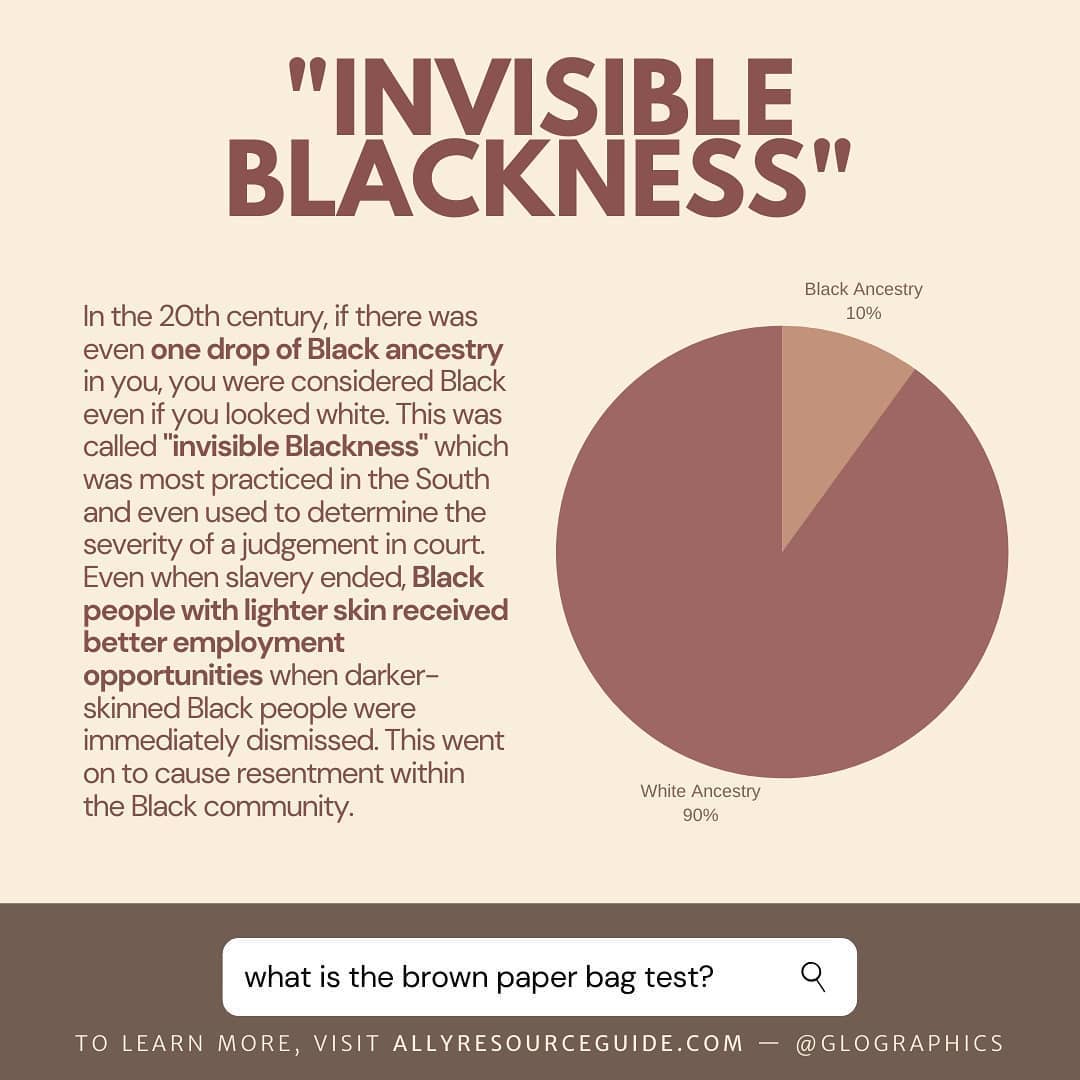 "INVISIBLE
BLACKNESS"
In the 20th century, if there was
even one drop of Black ancestry
in you, you were considered Black
even if you looked white. This was
called "invisible Blackness" which
was most practiced in the South
and even used to determine the
severity of a judgement in court.
Even when slavery ended, Black
people with lighter skin received
better employment
opportunities when darker-
skinned Black people were
immediately dismissed. This went
on to cause resentment within
the Black community.
Black Ancestry
10%
White Ancestry
90%
what is the brown paper bag test?
TO LEARN MORE, VISIT ALLYRESOURCEGUIDE.COM — @GLOGRAPHICS